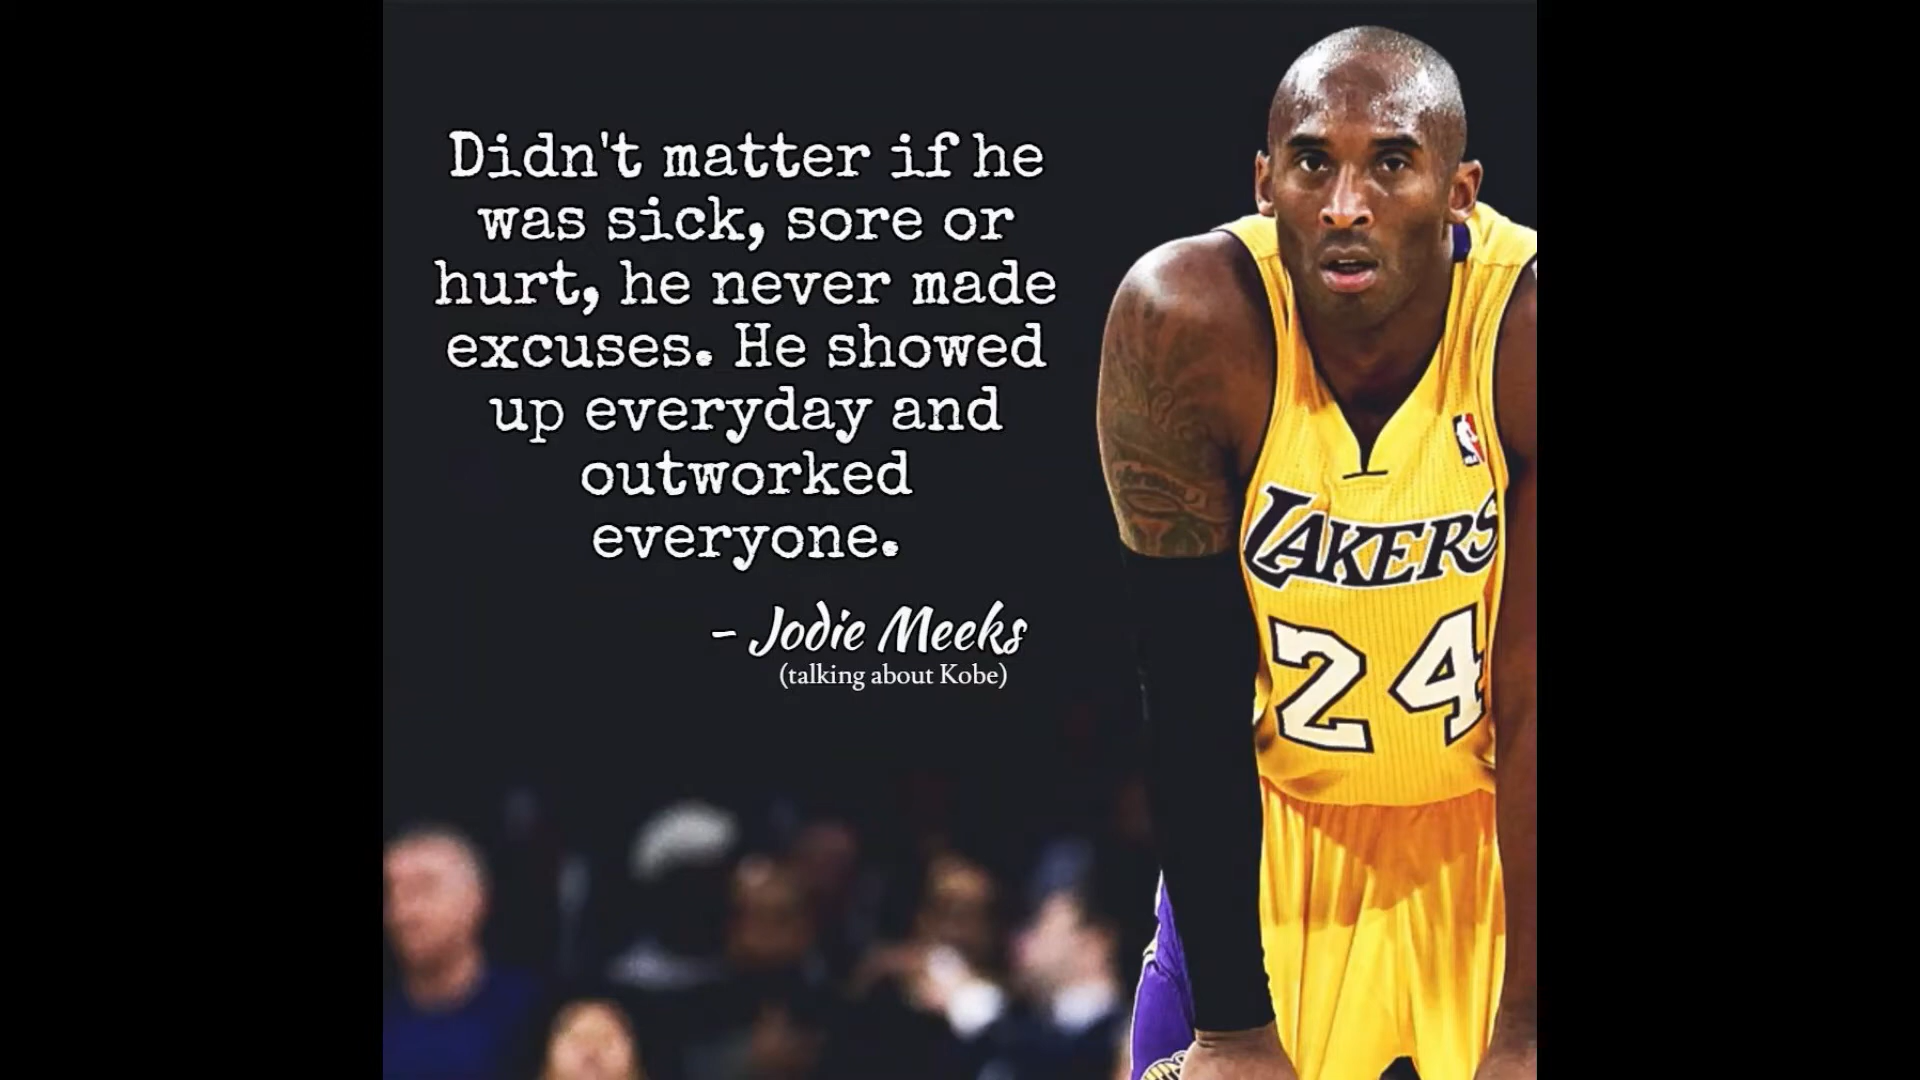 Didn't matter if he
was sick, sore or
hurt, he never made
excuses. He showed
up everyday and
outworked
everyone.
- Jodie Meeks
(talking about Kobe)
LAKERS
24